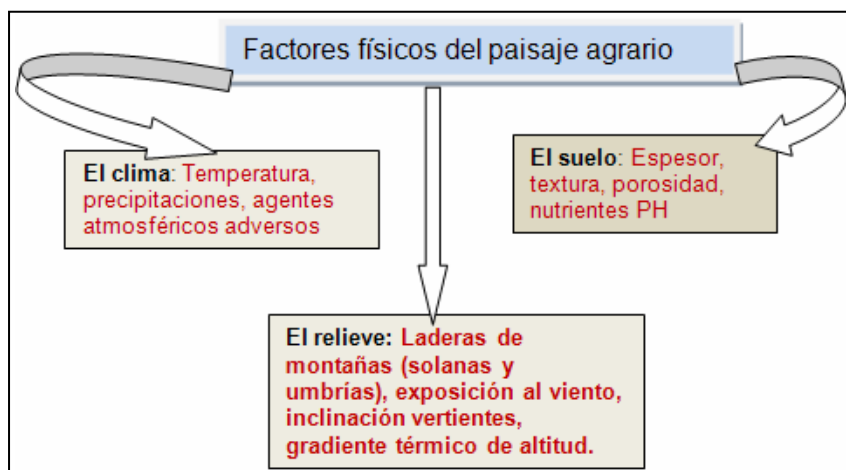 Factores físicos del paisaje agrario
El clima: Temperatura,
precipitaciones, agentes
atmosféricos adversos
El suelo: Espesor,
textura, porosidad,
nutrientes PH
El relieve: Laderas de
montañas (solanas y
umbrías), exposición al viento,
inclinación vertientes,
gradiente térmico de altitud.